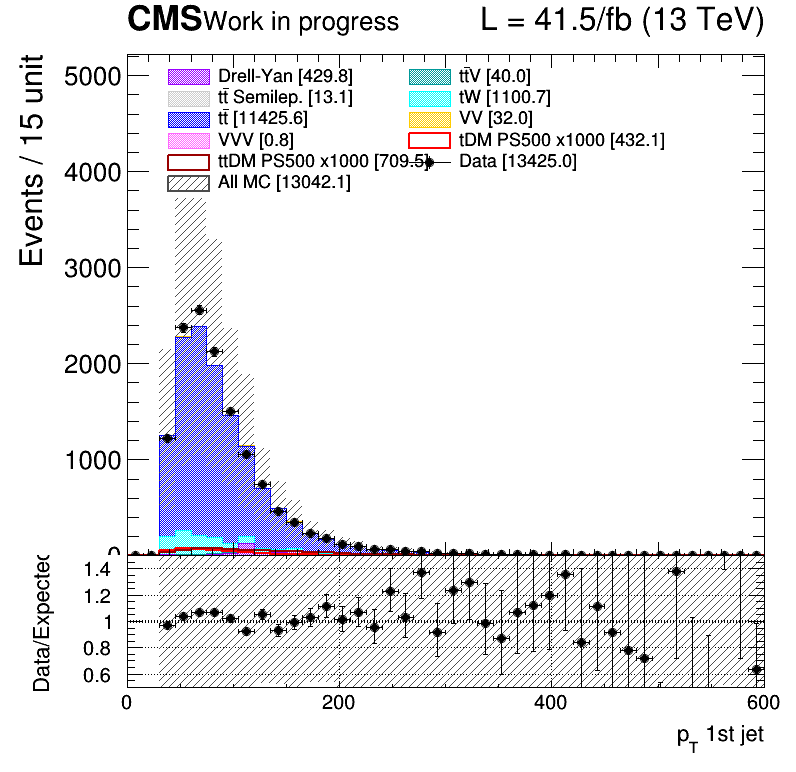 CMS Work in progress L = 41.5/fb (13 TeV)
Events / 15 unit
5000
4000
3000
2000
1000
0
Drell-Yan [429.8] tt̄V [40.0]
tt̄ Semilep. [13.1] tW [1100.7]
tt̄ [11425.6] VV [32.0]
VVV [0.8] tDM PS500 x1000 [432.1]
ttDM PS500 x1000 [709.5] Data [13425.0]
All MC [13042.1]
Data/Expected
1.4
1.2
1
0.8
0.6
0 200 400 600
p_T 1st jet